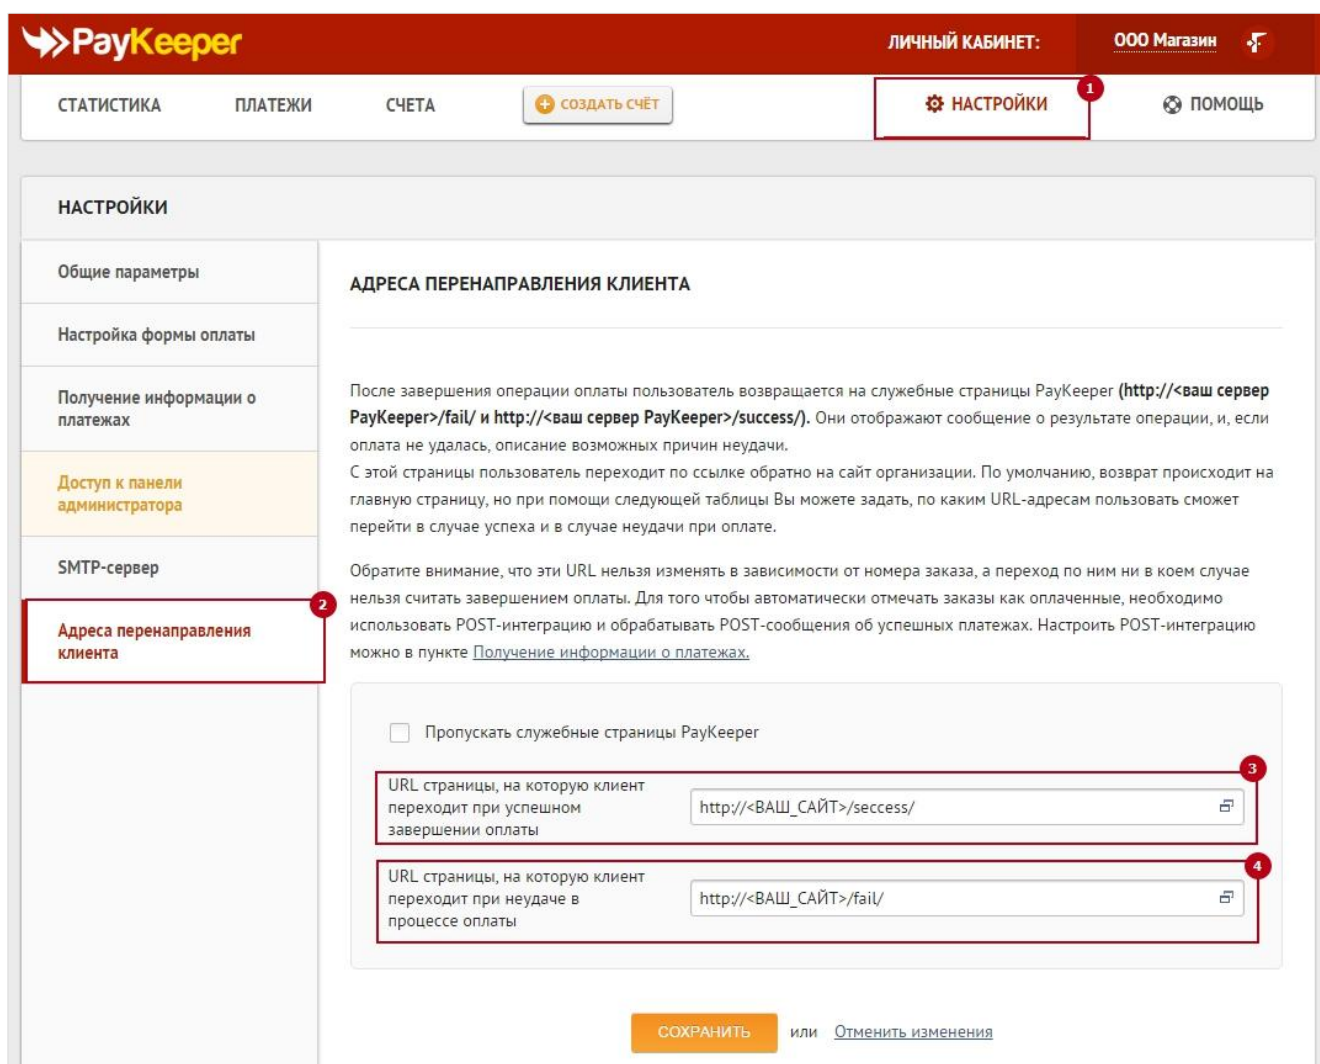 PayKeeper
ЛИЧНЫЙ КАБИНЕТ:
ООО Магазин
СТАТИСТИКА
ПЛАТЕЖИ
СЧЕТА
СОЗДАТЬ СЧЁТ
НАСТРОЙКИ
1
ПОМОЩЬ
НАСТРОЙКИ
Общие параметры
Настройка формы оплаты
Получение информации о
платежах
Доступ к панели
администратора
SMTP-сервер
2
Адреса перенаправления
клиента
АДРЕСА ПЕРЕНАПРАВЛЕНИЯ КЛИЕНТА
После завершения операции оплаты пользователь возвращается на служебные страницы PayKeeper (http://<ваш сервер
PayKeeper>/fail/ и http://<ваш сервер PayKeeper>/success/). Они отображают сообщение о результате операции, и, если
оплата не удалась, описание возможных причин неудачи.
С этой страницы пользователь переходит по ссылке обратно на сайт организации. По умолчанию, возврат происходит на
главную страницу, но при помощи следующей таблицы Вы можете задать, по каким URL-адресам пользовать сможет
перейти в случае успеха и в случае неудачи при оплате.
Обратите внимание, что эти URL нельзя изменять в зависимости от номера заказа, а переход по ним ни в коем случае
нельзя считать завершением оплаты. Для того чтобы автоматически отмечать заказы как оплаченные, необходимо
использовать POST-интеграцию и обрабатывать POST-сообщения об успешных платежах. Настроить POST-интеграцию
можно в пункте Получение информации о платежах.
Пропускать служебные страницы PayKeeper
3
URL страницы, на которую клиент
переходит при успешном
завершении оплаты
http://<ВАШ_САЙТ>/seccess/
4
URL страницы, на которую клиент
переходит при неудаче в
процессе оплаты
http://<ВАШ_САЙТ>/fail/
СОХРАНИТЬ
или
Отменить изменения